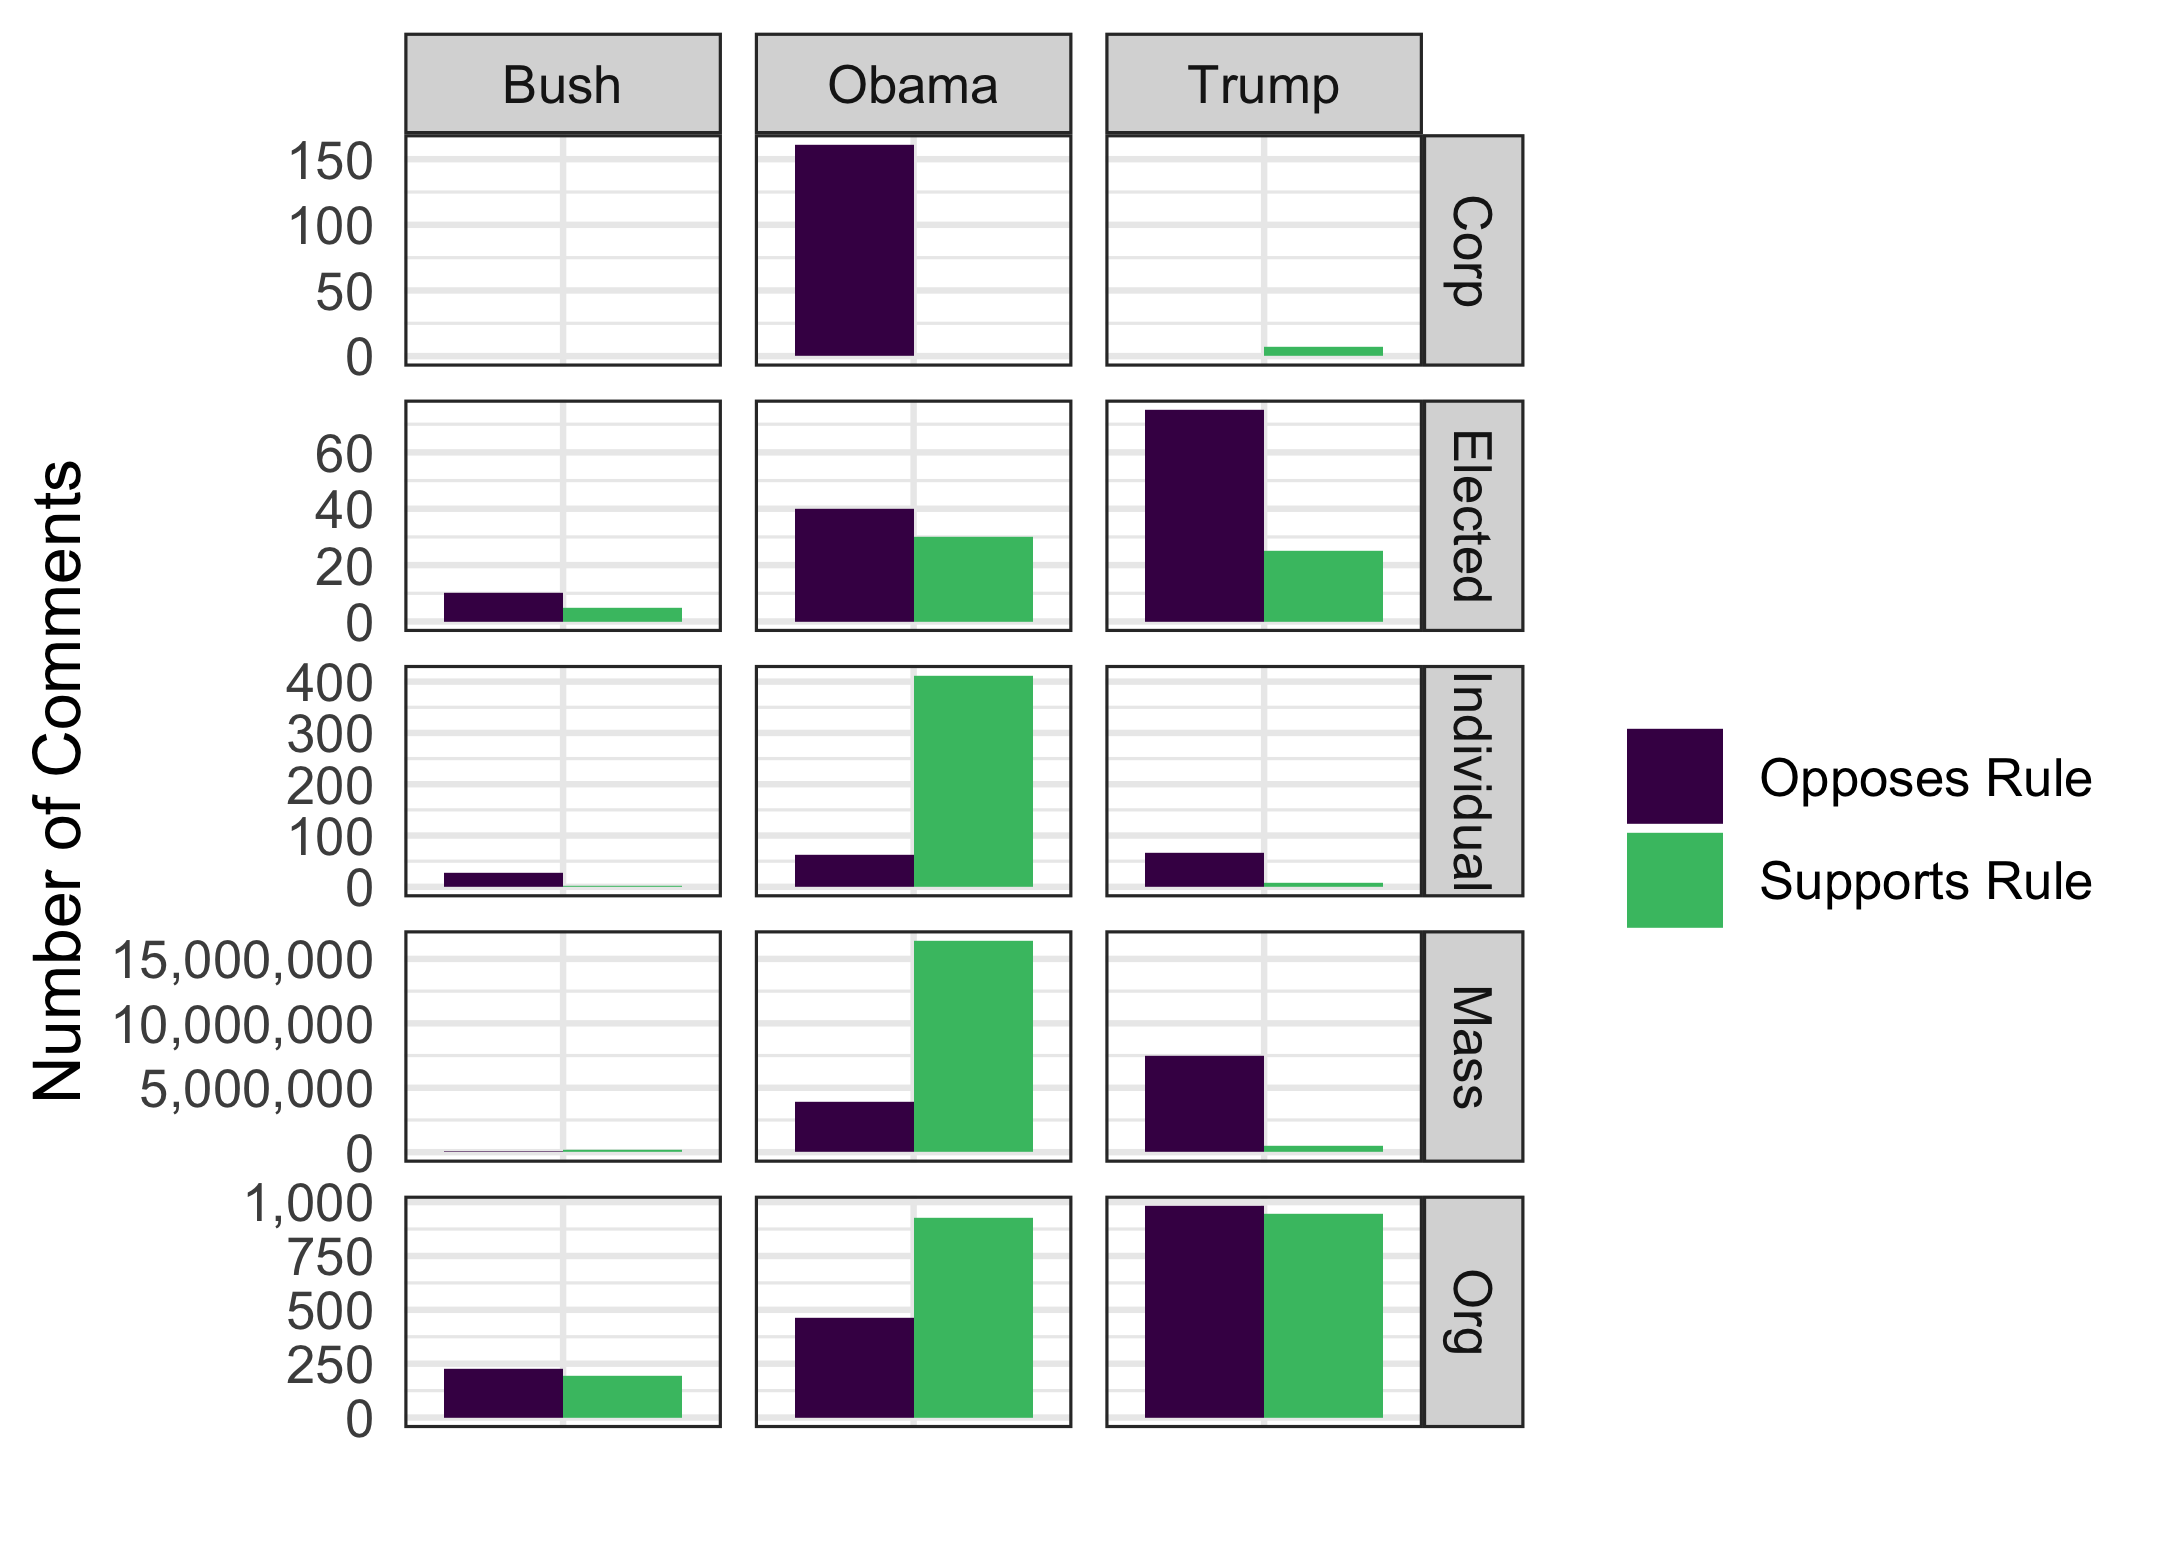 Bush
Obama
Trump
Number of Comments
150
100
50
0
Corp
60
40
20
0
Elected
400
300
200
100
0
Individual
15,000,000
10,000,000
5,000,000
0
Mass
1,000
750
500
250
0
Org
Opposes Rule
Supports Rule